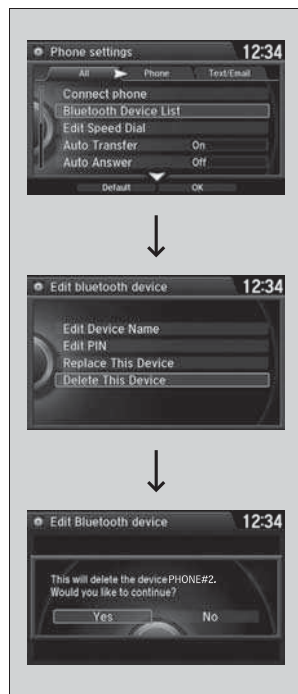 Phone settings 12:34
All Phone Text/Email
Connect phone
Bluetooth Device List
Edit Speed Dial
Auto Transfer On
Auto Answer Off
Default OK
Edit bluetooth device 12:34
Edit Device Name
Edit PIN
Replace This Device
Delete This Device
Edit Bluetooth device 12:34
This will delete the device PHONE#2.
Would you like to continue?
Yes No